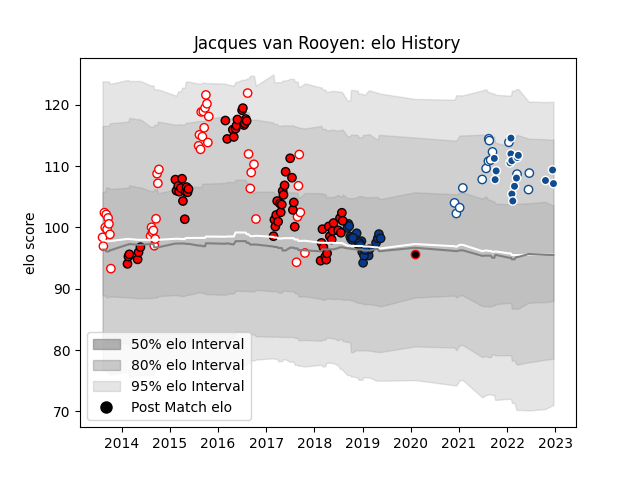 Jacques van Rooyen: elo History
elo score
120
110
100
90
80
70
50% elo Interval
80% elo Interval
95% elo Interval
Post Match elo
2014 2015 2016 2017 2018 2019 2020 2021 2022 2023